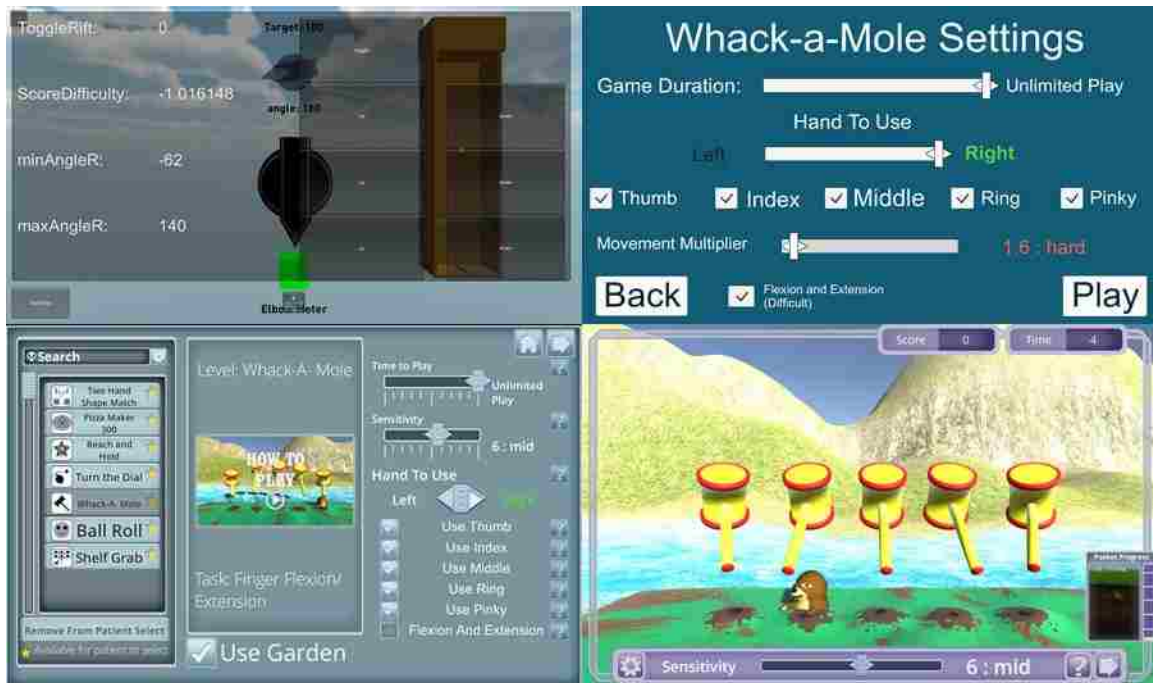 ToggleRift: 0
Target:180
ScoreDifficulty: -1.016148
angle: 180
minAngleR: -62
maxAngleR: 140
Elbow Meter
Whack-a-Mole Settings
Game Duration: Unlimited Play
Hand To Use
Left Right
Thumb Index Middle Ring Pinky
Movement Multiplier 1.6 : hard
Back Flexion and Extension
(Difficult) Play
Search
Two Hand
Shape Match
Pizza Maker
300
Reach and
Hold
Turn the Dial
Whack-A- Mole
Ball Roll
Shelf Grab
Remove From Patient Select
Available for patient to select
Level: Whack-A- Mole
HOW TO
PLAY
Task: Finger Flexion/
Extension
Use Garden
Time to Play
Unlimited
Play
Sensitivity
6 : mid
Hand To Use
Left Right
Use Thumb
Use Index
Use Middle
Use Ring
Use Pinky
Flexion And Extension
Score 0 Time 4
Sensitivity 6 : mid ?